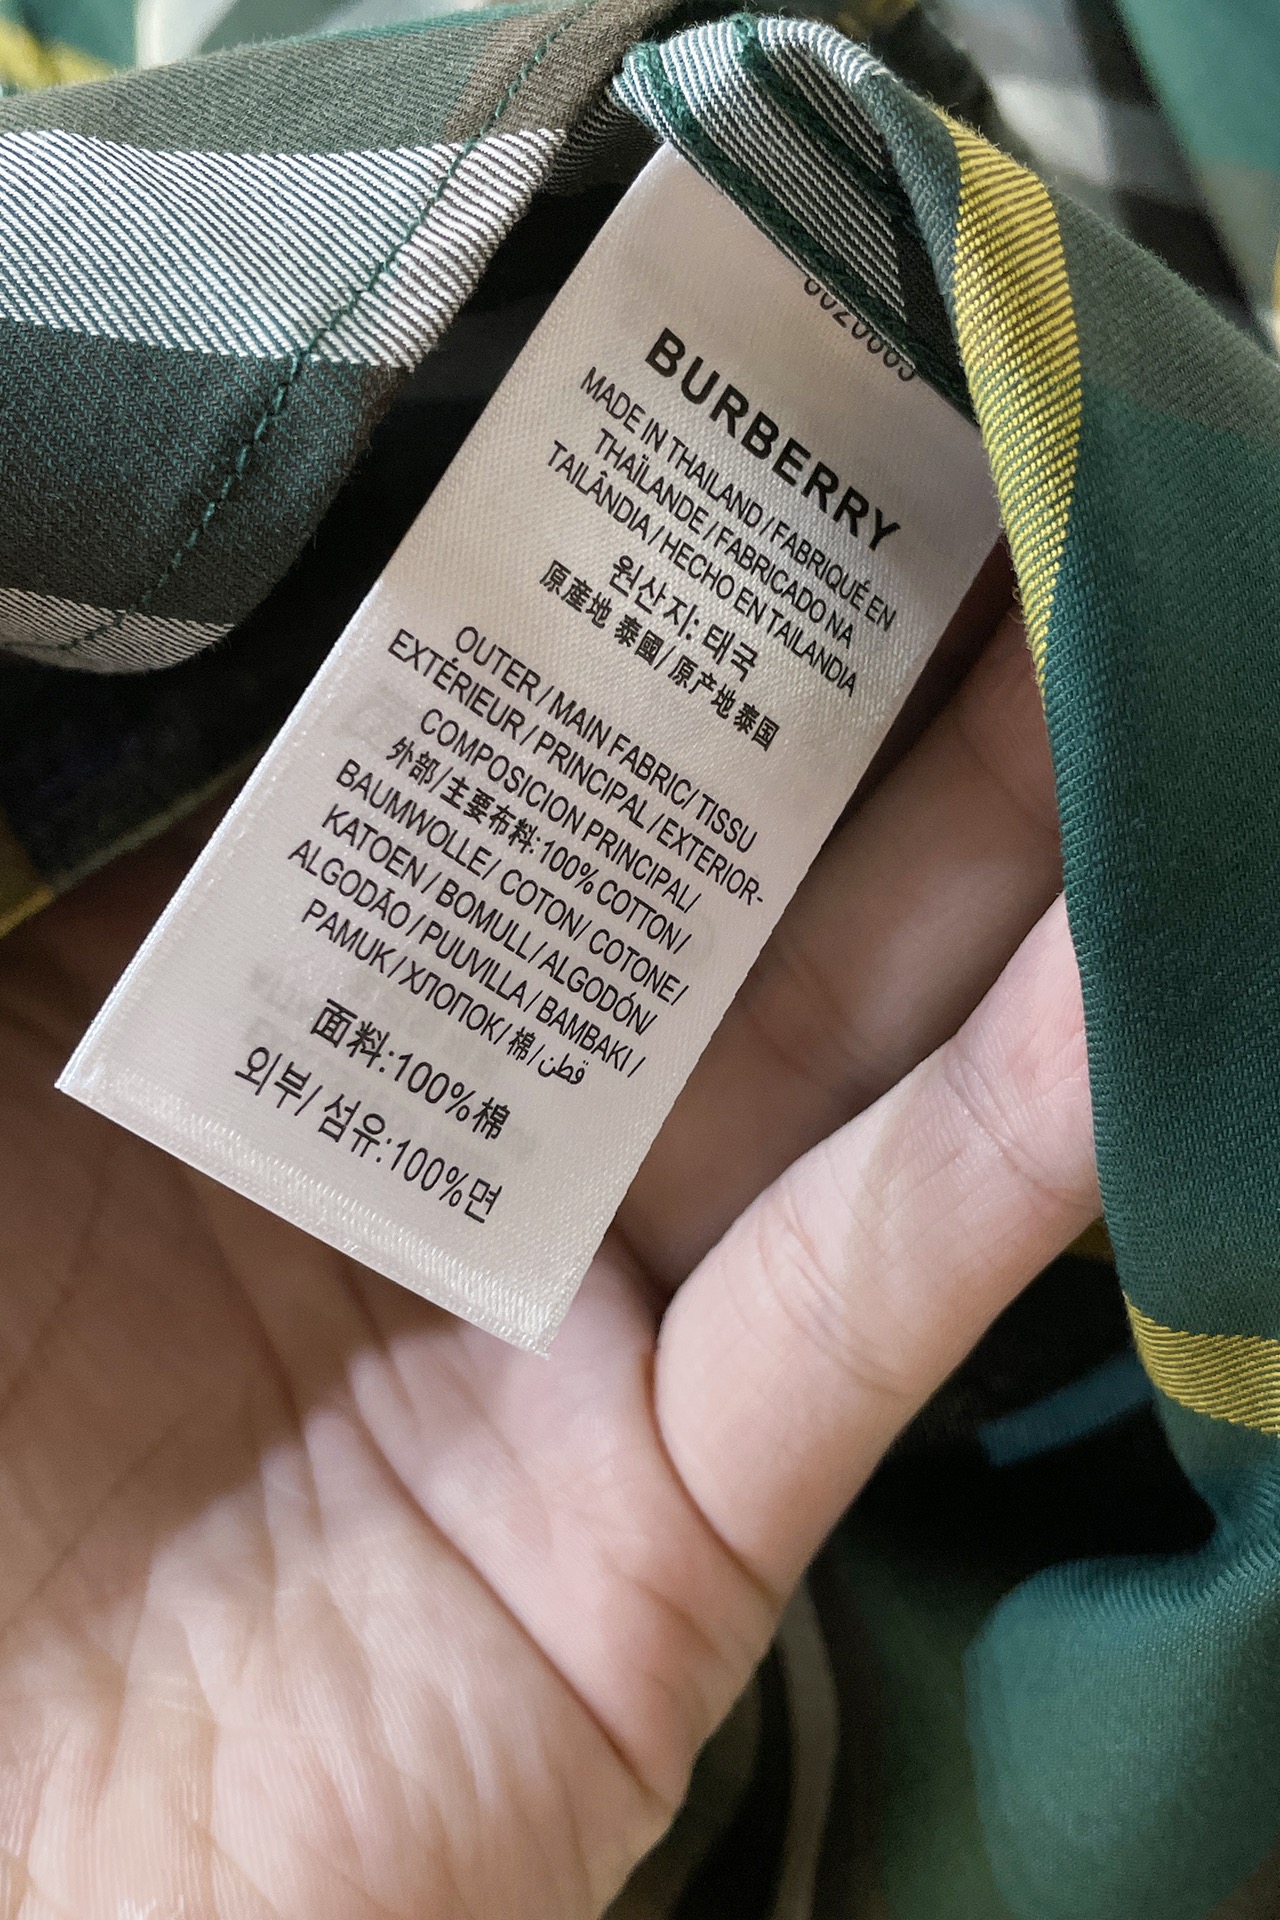 BURBERRY
MADE IN THAILAND / FABRIQUÉ EN
THAÏLANDE / FABRICADO NA
TAILÂNDIA / HECHO EN TAILANDIA
원산지: 태국
原產地 泰國/ 原产地 泰国
OUTER / MAIN FABRIC/ TISSU
EXTÉRIEUR / PRINCIPAL / EXTERIOR-
COMPOSICION PRINCIPAL/
外部/主要布料:100% COTTON/
BAUMWOLLE/ COTON/ COTONE/
KATOEN / BOMULL / ALGODÓN/
ALGODÃO / PUUVILLA / BAMBAKI /
PAMUK / ХЛОПОК/ 棉/ قطن
面料:100%棉
외부/ 섬유:100%면